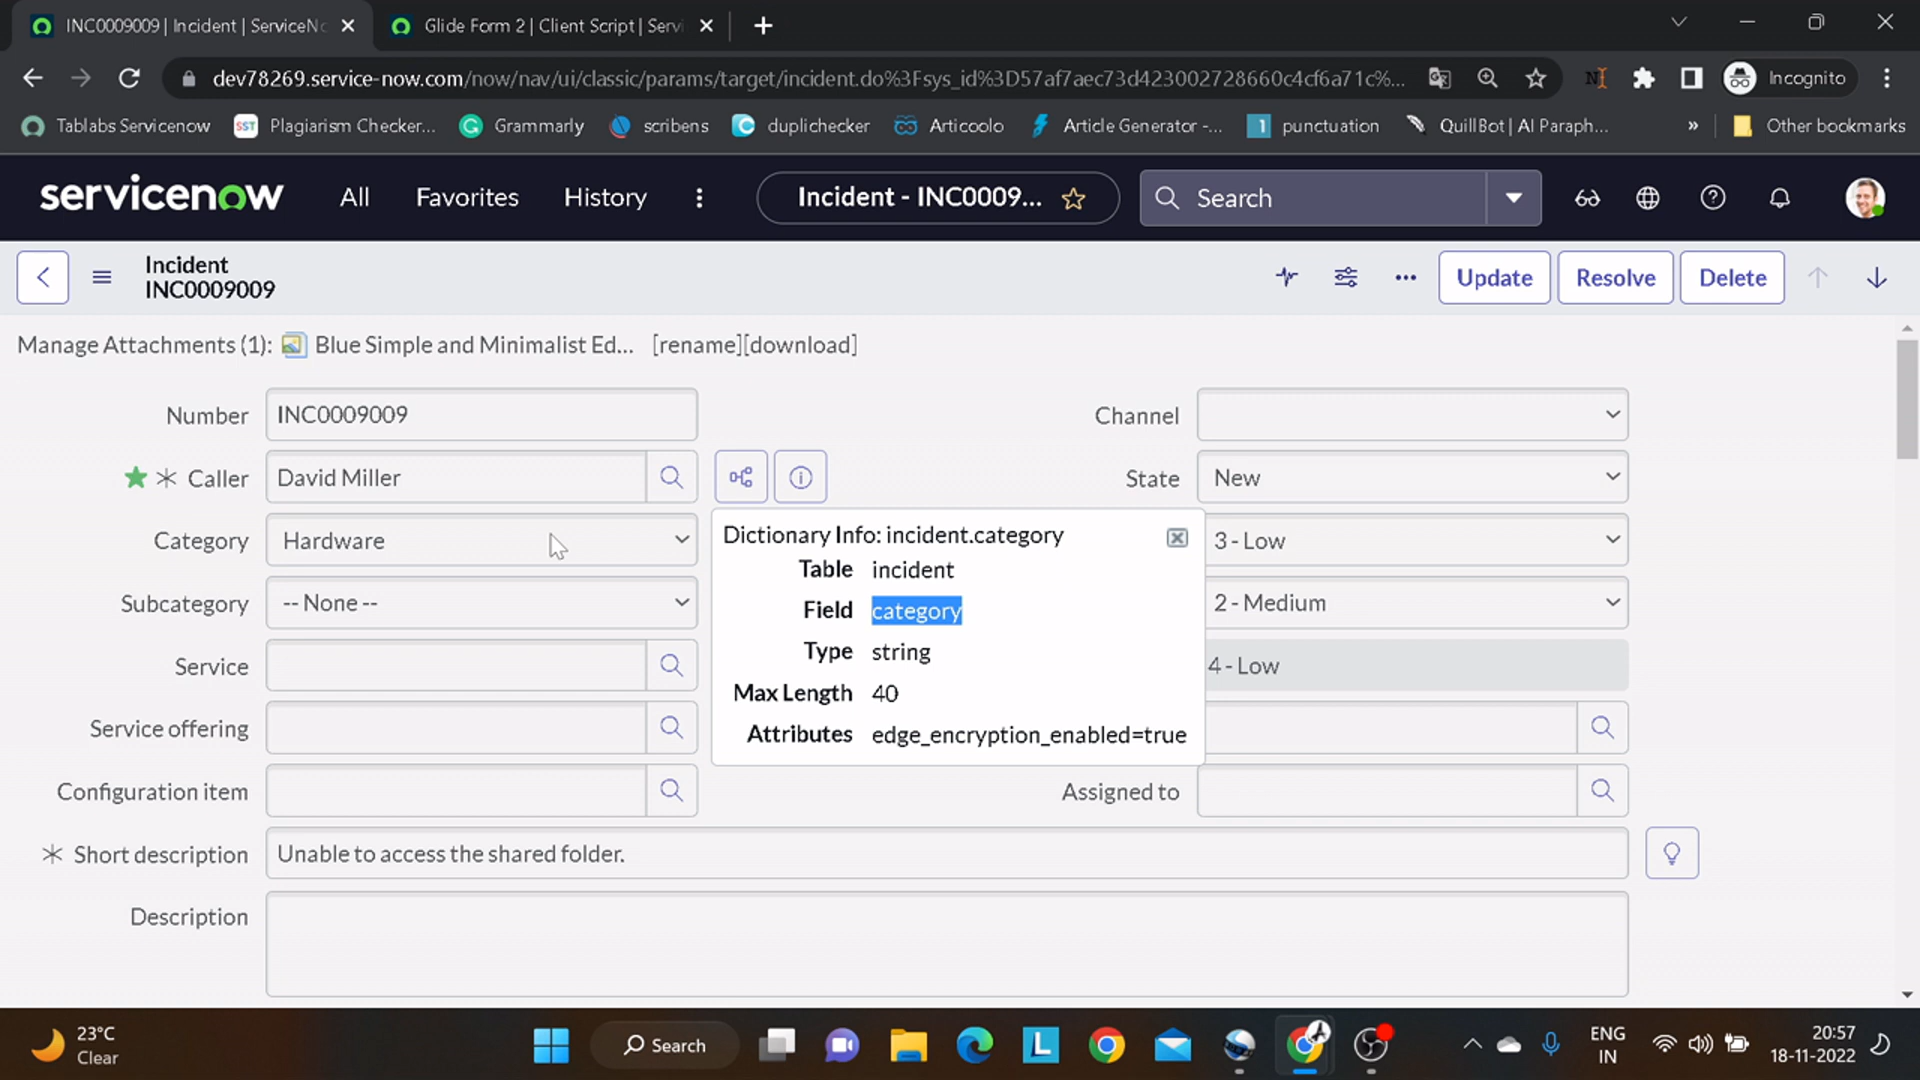 INC0009009 | Incident | ServiceNc
Glide Form 2 | Client Script | Servi
dev78269.service-now.com/now/nav/ui/classic/params/target/incident.do%3Fsys_id%3D57af7aec73d423002728660c4cf6a71c%...
Incognito
Tablabs Servicenow
SST Plagiarism Checker...
Grammarly
scribens
duplichecker
Articoolo
Article Generator -...
1 punctuation
QuillBot | AI Paraph...
»
Other bookmarks
servicenow
All
Favorites
History
Incident - INC0009...
Search
Incident
INC0009009
Update
Resolve
Delete
Manage Attachments (1): Blue Simple and Minimalist Ed... [rename][download]
Number INC0009009
Channel
Caller David Miller
State New
Category Hardware
3 - Low
Subcategory -- None --
2 - Medium
Dictionary Info: incident.category
Table incident
Field category
Type string
Max Length 40
Attributes edge_encryption_enabled=true
Service
4 - Low
Service offering
Configuration item
Assigned to
Short description Unable to access the shared folder.
Description
23°C
Clear
Search
ENG
IN
20:57
18-11-2022